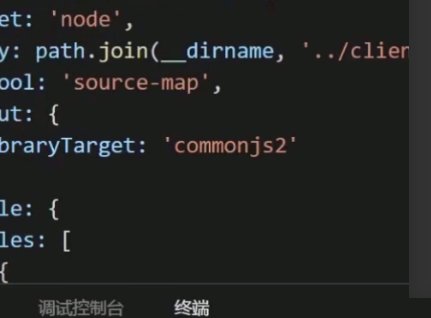 et: 'node',
y: path.join(__dirname, '../clien
ool: 'source-map',
ut: {
braryTarget: 'commonjs2'
le: {
les: [
{
调试控制台 终端